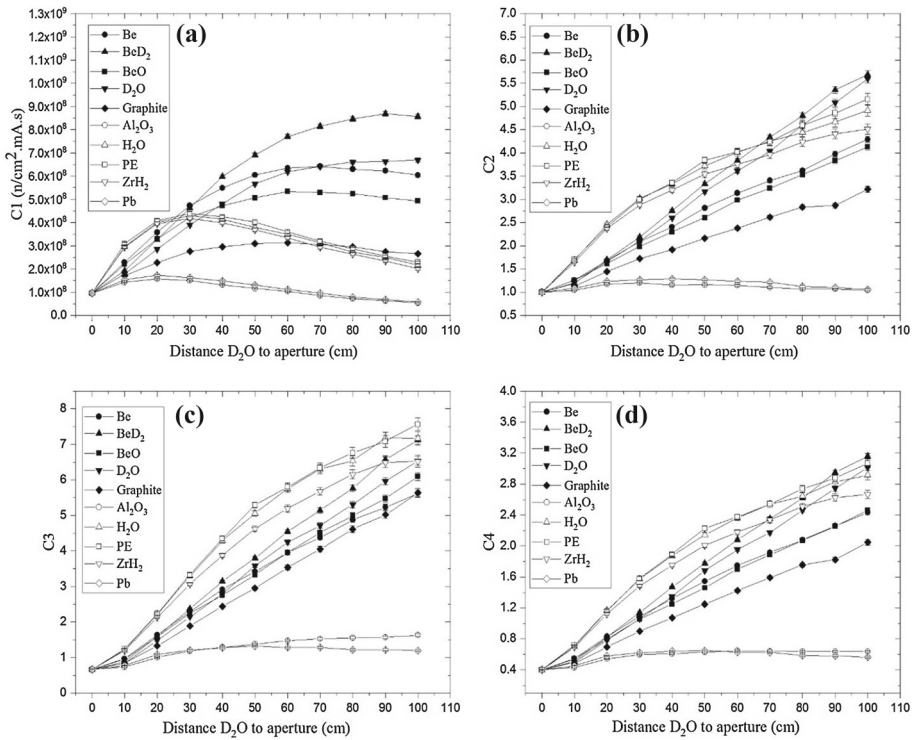 (a)
1.3x10⁹
1.2x10⁹
1.1x10⁹
1.0x10⁹
9.0x10⁸
8.0x10⁸
7.0x10⁸
6.0x10⁸
5.0x10⁸
4.0x10⁸
3.0x10⁸
2.0x10⁸
1.0x10⁸
0.0
C1 (n/cm² mA.s)
Be
BeD₂
BeO
D₂O
Graphite
Al₂O₃
H₂O
PE
ZrH₂
Pb
0 10 20 30 40 50 60 70 80 90 100 110
Distance D₂O to aperture (cm)
(b)
7.0
6.5
6.0
5.5
5.0
4.5
4.0
3.5
3.0
2.5
2.0
1.5
1.0
0.5
C2
Be
BeD₂
BeO
D₂O
Graphite
Al₂O₃
H₂O
PE
ZrH₂
Pb
0 10 20 30 40 50 60 70 80 90 100 110
Distance D₂O to aperture (cm)
(c)
8
7
6
5
4
3
2
1
0
C3
Be
BeD₂
BeO
D₂O
Graphite
Al₂O₃
H₂O
PE
ZrH₂
Pb
0 10 20 30 40 50 60 70 80 90 100 110
Distance D₂O to aperture (cm)
(d)
4.0
3.6
3.2
2.8
2.4
2.0
1.6
1.2
0.8
0.4
C4
Be
BeD₂
BeO
D₂O
Graphite
Al₂O₃
H₂O
PE
ZrH₂
Pb
0 10 20 30 40 50 60 70 80 90 100 110
Distance D₂O to aperture (cm)